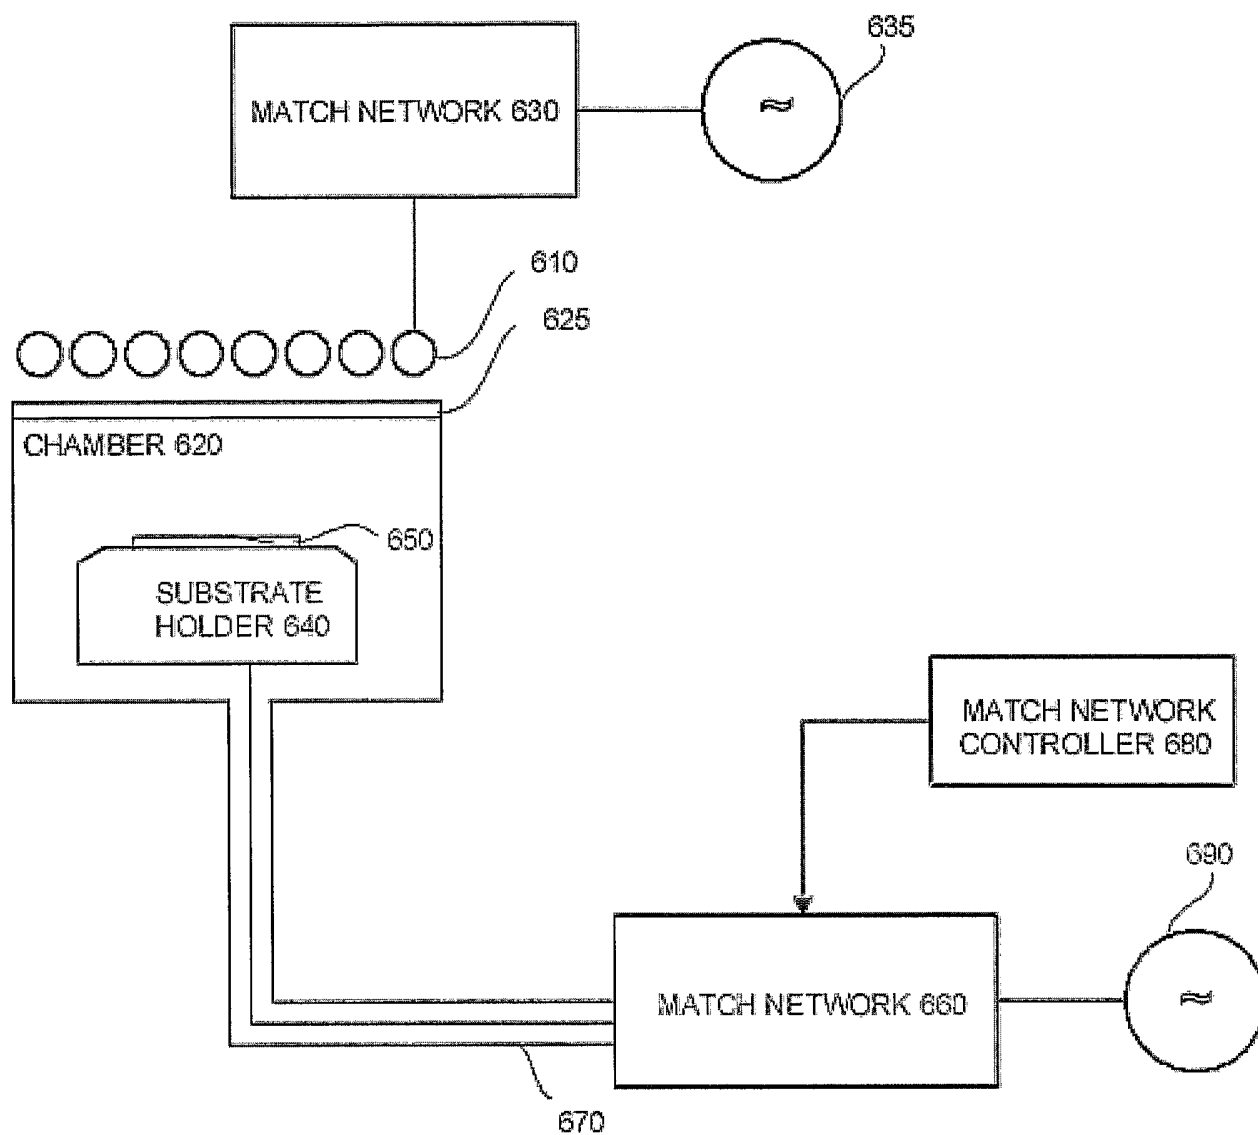 635
MATCH NETWORK 630
≈
610
625
CHAMBER 620
650
SUBSTRATE
HOLDER 640
MATCH NETWORK
CONTROLLER 680
690
MATCH NETWORK 660
≈
670